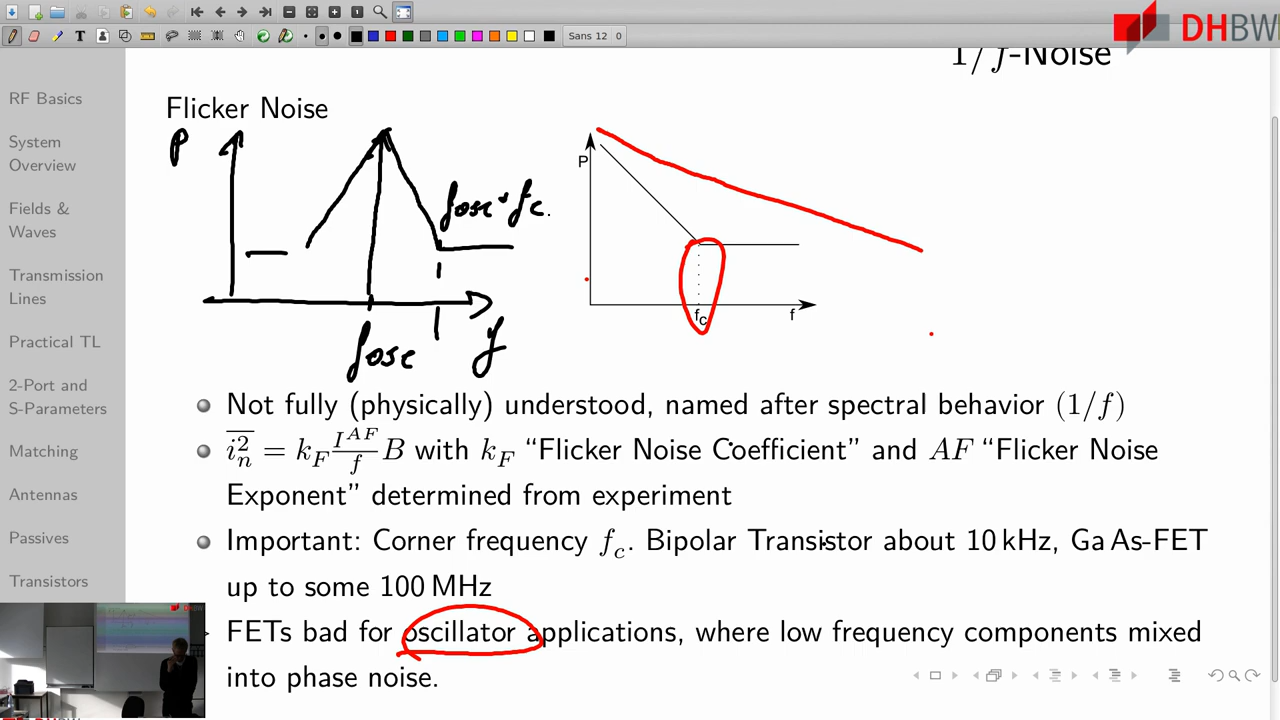 Sans 12 0
DHBW
1/f-Noise
RF Basics
System
Overview
Fields &
Waves
Transmission
Lines
Practical TL
2-Port and
S-Parameters
Matching
Antennas
Passives
Transistors
Flicker Noise
P
fosc+fc.
fosc
f
P
fc
f
Not fully (physically) understood, named after spectral behavior (1/f)
i_n^2 = k_F I^{AF}/f B with k_F “Flicker Noise Coefficient” and AF “Flicker Noise
Exponent” determined from experiment
Important: Corner frequency f_c. Bipolar Transistor about 10 kHz, GaAs-FET
up to some 100 MHz
FETs bad for oscillator applications, where low frequency components mixed
into phase noise.